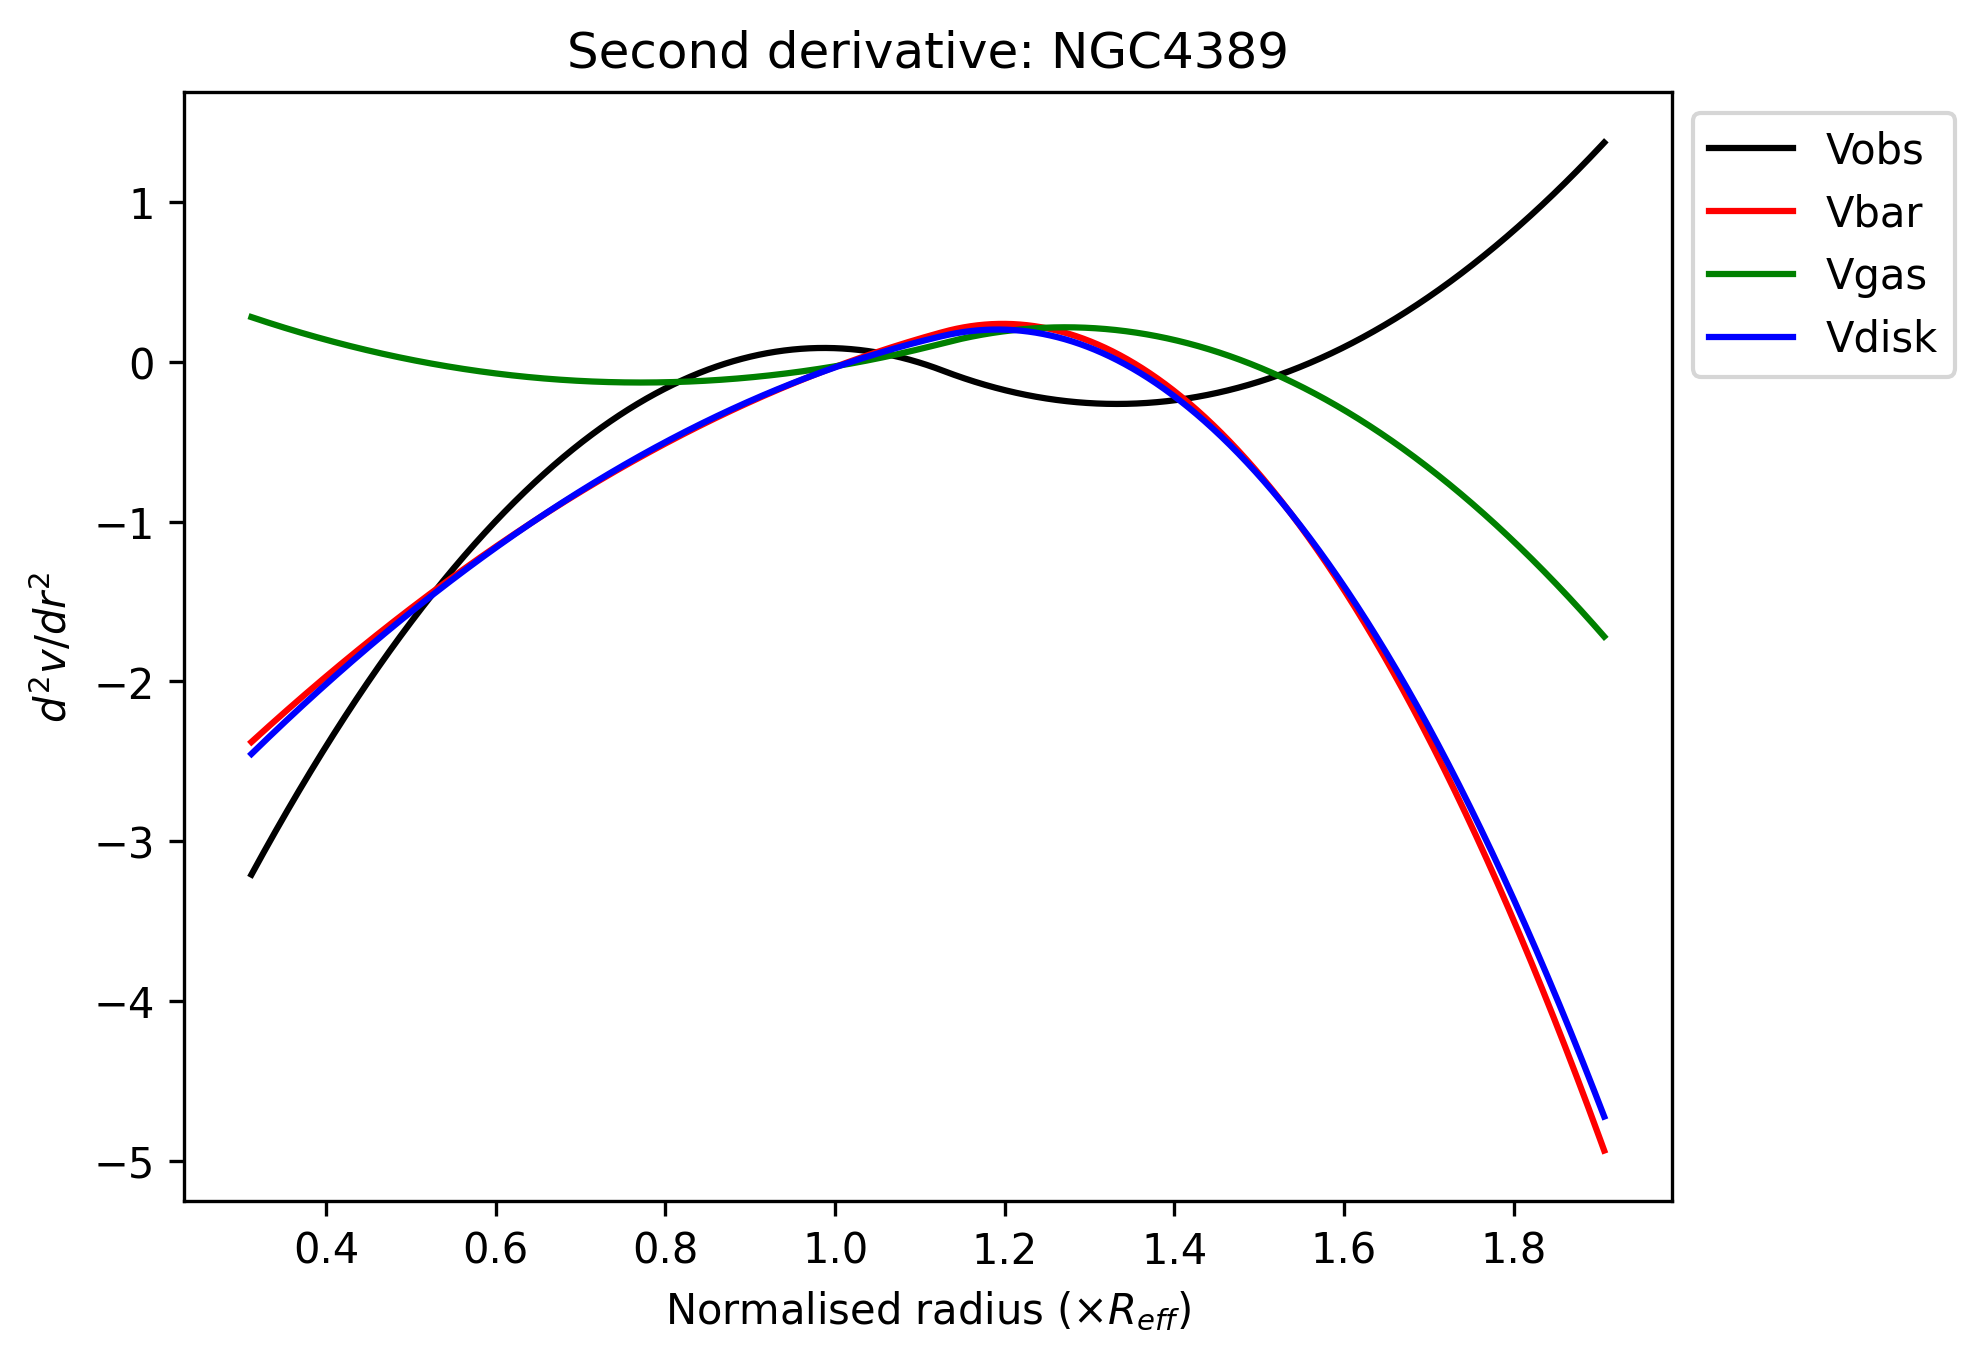 Second derivative: NGC4389
Vobs
Vbar
Vgas
Vdisk
1
0
−1
−2
−3
−4
−5
d²v/dr²
0.4 0.6 0.8 1.0 1.2 1.4 1.6 1.8
Normalised radius (×R_eff)